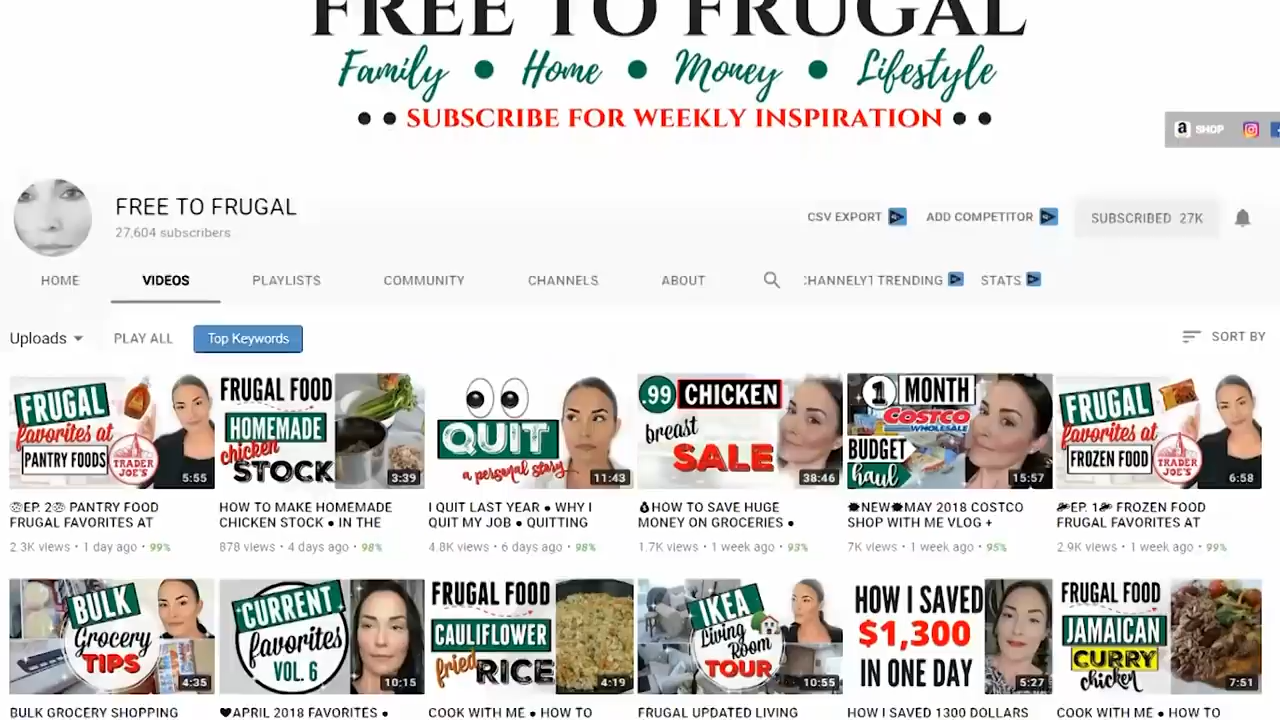 FREE TO FRUGAL
Family • Home • Money • Lifestyle
•• SUBSCRIBE FOR WEEKLY INSPIRATION ••
a SHOP
FREE TO FRUGAL
27,604 subscribers
CSV EXPORT ADD COMPETITOR SUBSCRIBED 27K
HOME VIDEOS PLAYLISTS COMMUNITY CHANNELS ABOUT TRENDING STATS
Uploads PLAY ALL Top Keywords SORT BY
FRUGAL
favorites at
PANTRY FOODS
TRADER JOE'S
5:55
FRUGAL FOOD
HOMEMADE
chicken
STOCK
3:39
QUIT
a personal story
11:43
.99 CHICKEN
breast
SALE
38:46
1 MONTH
COSTCO
WHOLESALE
BUDGET
haul
15:57
FRUGAL
favorites at
FROZEN FOOD
TRADER JOE'S
6:58
EP. 2 PANTRY FOOD
FRUGAL FAVORITES AT
2.3K views • 1 day ago • 99%
HOW TO MAKE HOMEMADE
CHICKEN STOCK • IN THE
878 views • 4 days ago • 98%
I QUIT LAST YEAR • WHY I
QUIT MY JOB • QUITTING
4.8K views • 6 days ago • 98%
HOW TO SAVE HUGE
MONEY ON GROCERIES •
1.7K views • 1 week ago • 93%
NEW MAY 2018 COSTCO
SHOP WITH ME VLOG +
7K views • 1 week ago • 95%
EP. 1 FROZEN FOOD
FRUGAL FAVORITES AT
2.9K views • 1 week ago • 99%
BULK
Grocery
TIPS
4:35
CURRENT
favorites
VOL. 6
10:15
FRUGAL FOOD
CAULIFLOWER
fried RICE
4:19
IKEA
Living
Room
TOUR
10:55
HOW I SAVED
$1,300
IN ONE DAY
5:27
FRUGAL FOOD
JAMAICAN
CURRY
chicken
7:51
BULK GROCERY SHOPPING
APRIL 2018 FAVORITES •
COOK WITH ME • HOW TO
FRUGAL UPDATED LIVING
HOW I SAVED 1300 DOLLARS
COOK WITH ME • HOW TO